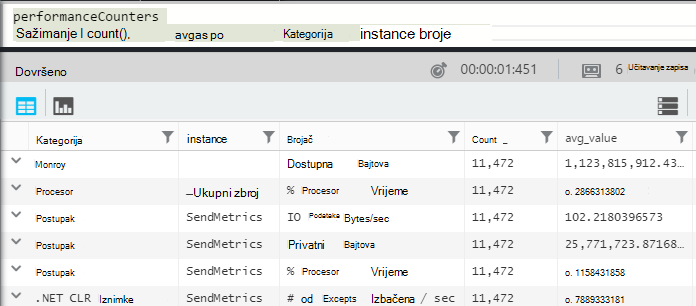 performanceCounters
Sažimanje | count(), avgas po Kategorija instance broje
Dovršeno 00:00:01:451 6 Učitavanje zapisa
Kategorija instance Brojač Count _ avg_value
Monroy Dostupna Bajtova 11,472 1,123,815,912.43...
Procesor —Ukupni zbroj % Procesor Vrijeme 11,472 o. 2866313802
Postupak SendMetrics IO Podataka Bytes/sec 11,472 102.2180396573
Postupak SendMetrics Privatni Bajtova 11,472 25,771,723.87168...
Postupak SendMetrics % Procesor Vrijeme 11,472 o. 1158431858
.NET CLR Iznimke SendMetrics # od Excepts Izbačena / sec 11,472 o. 7889333181